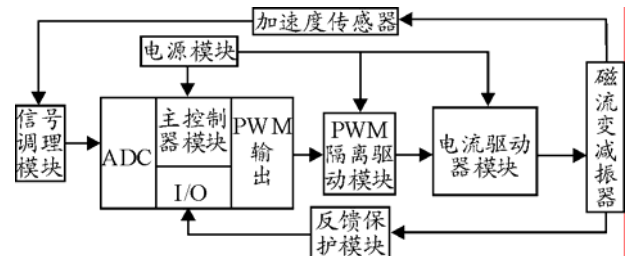 加速度传感器
电源模块
信号
调理
模块
ADC
主控制
器模块
I/O
PWM
输出
PWM
隔离驱
动模块
电流驱动
器模块
磁流变减振器
反馈保
护模块